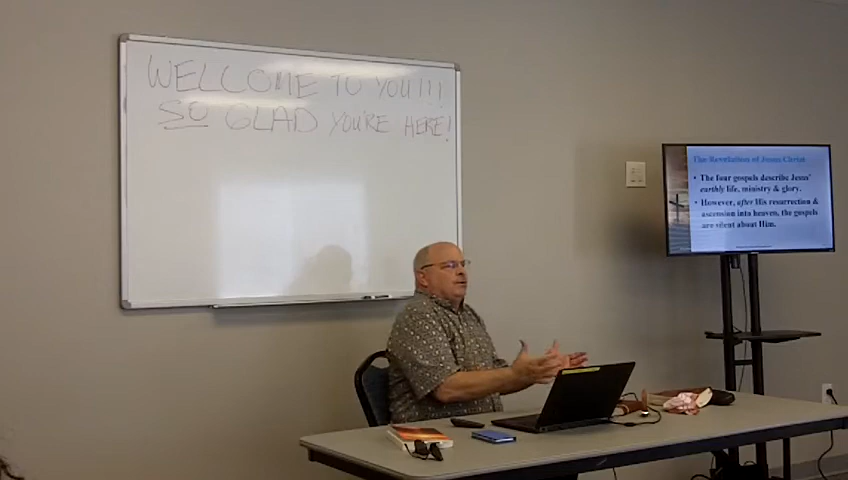 WELCOME TO YOU!!!
SO GLAD YOU'RE HERE!
The Revelation of Jesus Christ
• The four gospels describe Jesus'
earthly life, ministry & glory.
• However, after His resurrection &
ascension into heaven, the gospels
are silent about Him.